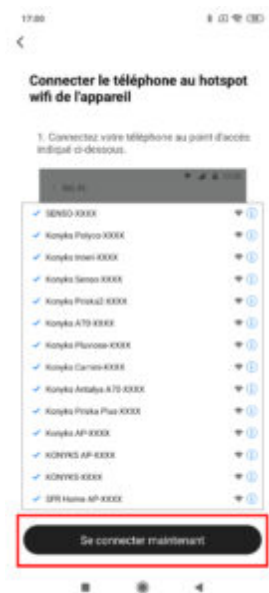 17:00
Connecter le téléphone au hotspot
wifi de l'appareil
1. Connectez votre téléphone au point d'accès
indiqué ci-dessous.
SENSO-XXXX
Konyks Polyco-XXXX
Konyks
Konyks Senso-XXXX
Konyks Priska2-XXXX
Konyks A70-XXXX
Konyks Pluviose-XXXX
Konyks Camini-XXXX
Konyks Antalya A70-XXXX
Konyks Priska Plus-XXXX
Konyks AP-XXXX
KONYKS AP-XXXX
KONYKS-XXXX
SFR Home AP-XXXX
Se connecter maintenant